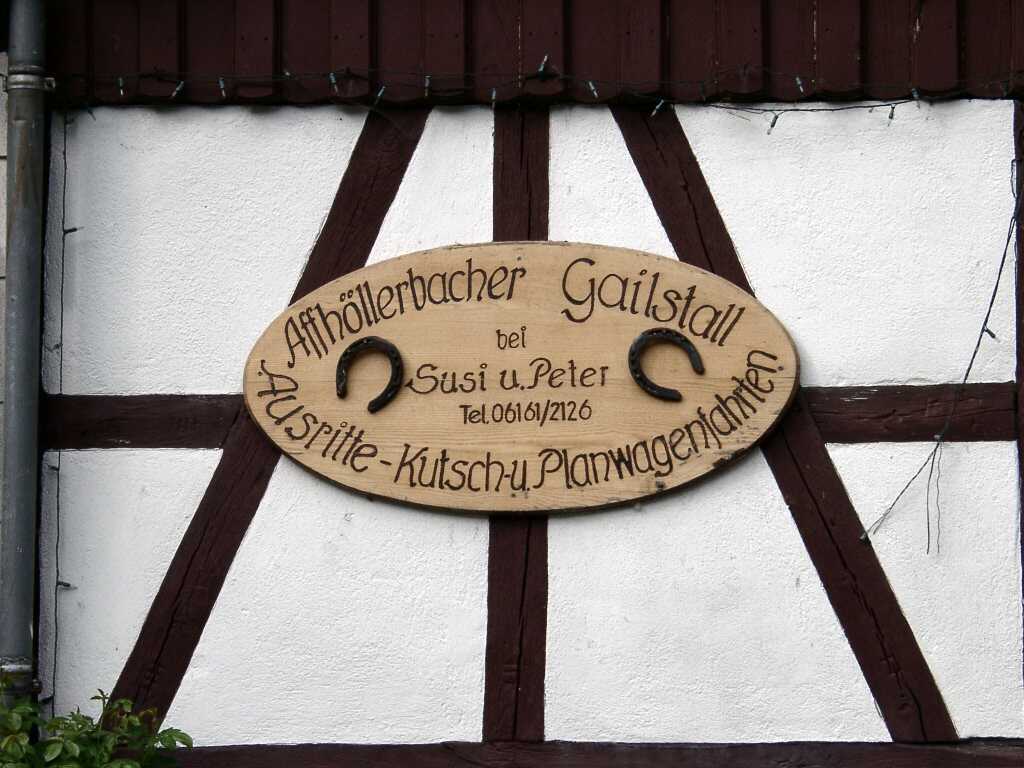 Affhöllerbacher Gailstall
bei
Susi u. Peter
Tel. 06161/2126
Ausritte - Kutsch- u. Planwagenfahrten